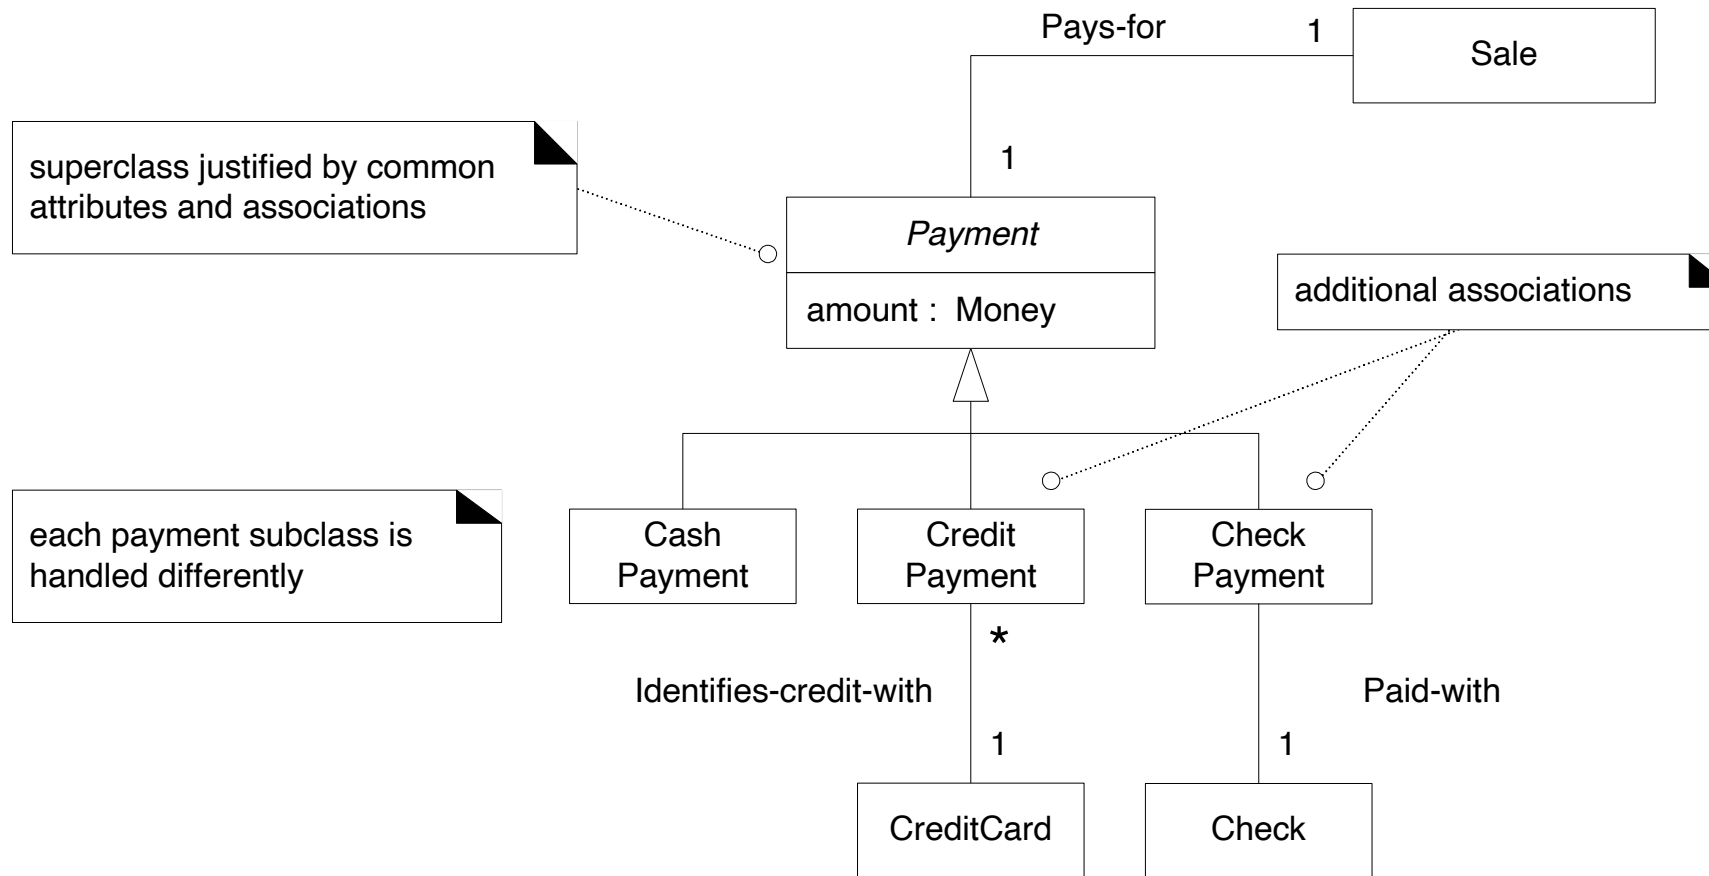 Pays-for
1
Sale
superclass justified by common
attributes and associations
1
Payment
amount :  Money
additional associations
each payment subclass is
handled differently
Cash
Payment
Credit
Payment
Check
Payment
*
Identifies-credit-with
Paid-with
1
1
CreditCard
Check